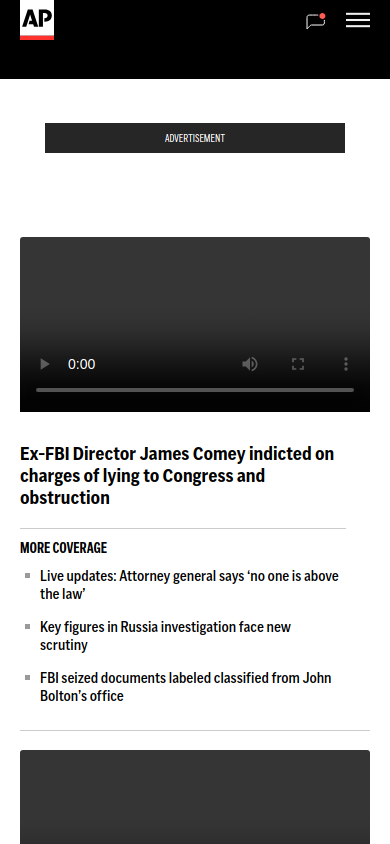 AP
ADVERTISEMENT
0:00
Ex-FBI Director James Comey indicted on
charges of lying to Congress and
obstruction
MORE COVERAGE
Live updates: Attorney general says ‘no one is above
the law’
Key figures in Russia investigation face new
scrutiny
FBI seized documents labeled classified from John
Bolton’s office